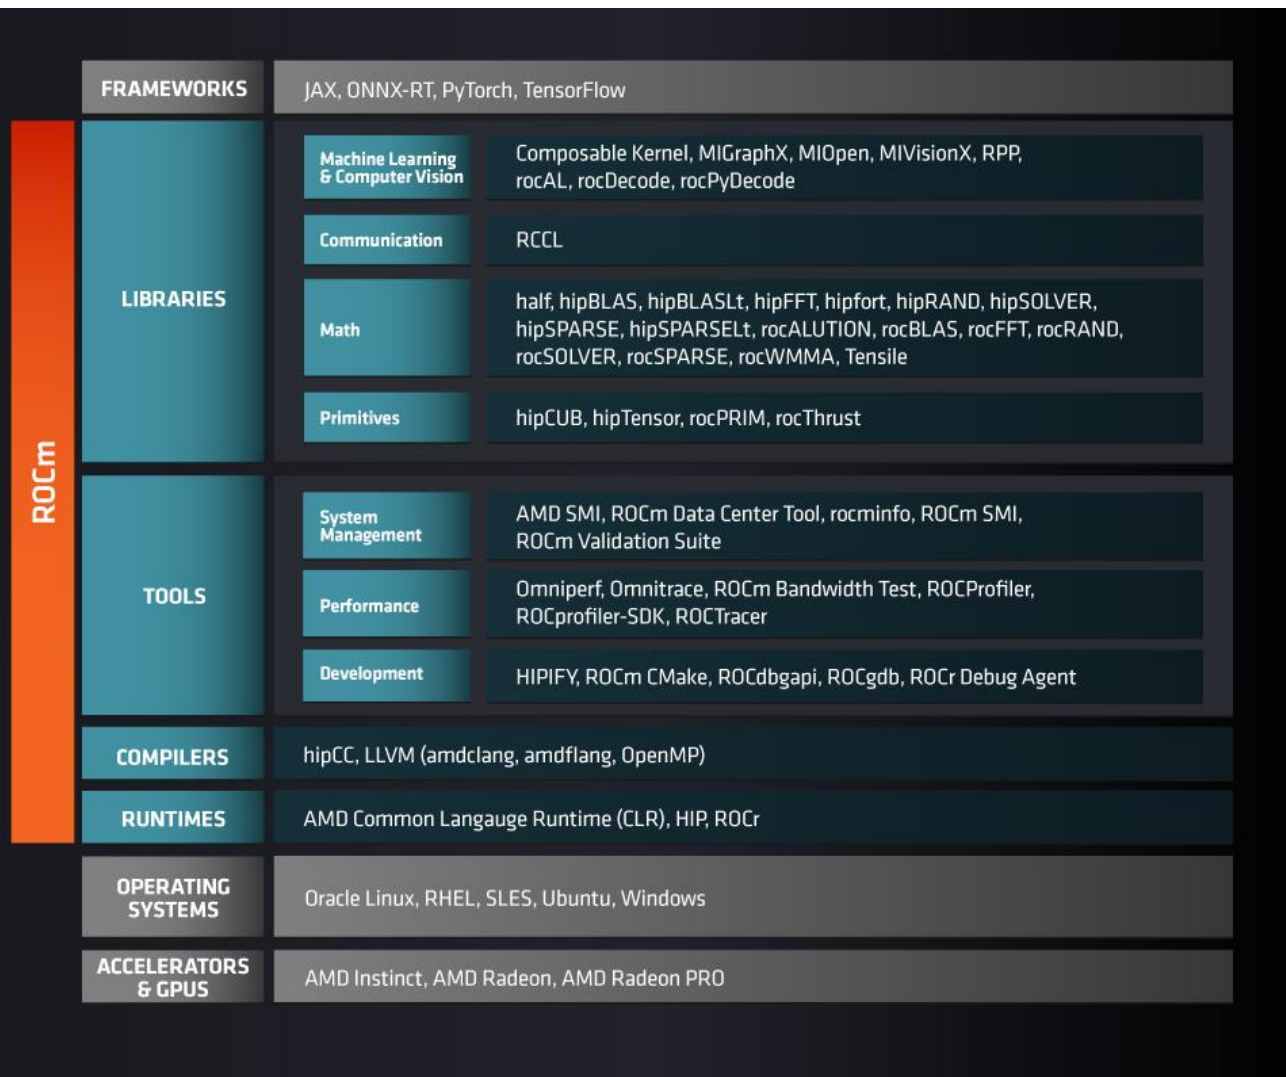 FRAMEWORKS
JAX, ONNX-RT, PyTorch, TensorFlow
ROCm
LIBRARIES
Machine Learning
& Computer Vision
Composable Kernel, MIGraphX, MIOpen, MIVisionX, RPP,
rocAL, rocDecode, rocPyDecode
Communication
RCCL
Math
half, hipBLAS, hipBLASLt, hipFFT, hipfort, hipRAND, hipSOLVER,
hipSPARSE, hipSPARSELt, rocALUTION, rocBLAS, rocFFT, rocRAND,
rocSOLVER, rocSPARSE, rocWMMA, Tensile
Primitives
hipCUB, hipTensor, rocPRIM, rocThrust
TOOLS
System
Management
AMD SMI, ROCm Data Center Tool, rocminfo, ROCm SMI,
ROCm Validation Suite
Performance
Omniperf, Omnitrace, ROCm Bandwidth Test, ROCProfiler,
ROCprofiler-SDK, ROCTracer
Development
HIPIFY, ROCm CMake, ROCdbgapi, ROCgdb, ROCr Debug Agent
COMPILERS
hipCC, LLVM (amdclang, amdflang, OpenMP)
RUNTIMES
AMD Common Langauge Runtime (CLR), HIP, ROCr
OPERATING
SYSTEMS
Oracle Linux, RHEL, SLES, Ubuntu, Windows
ACCELERATORS
& GPUS
AMD Instinct, AMD Radeon, AMD Radeon PRO